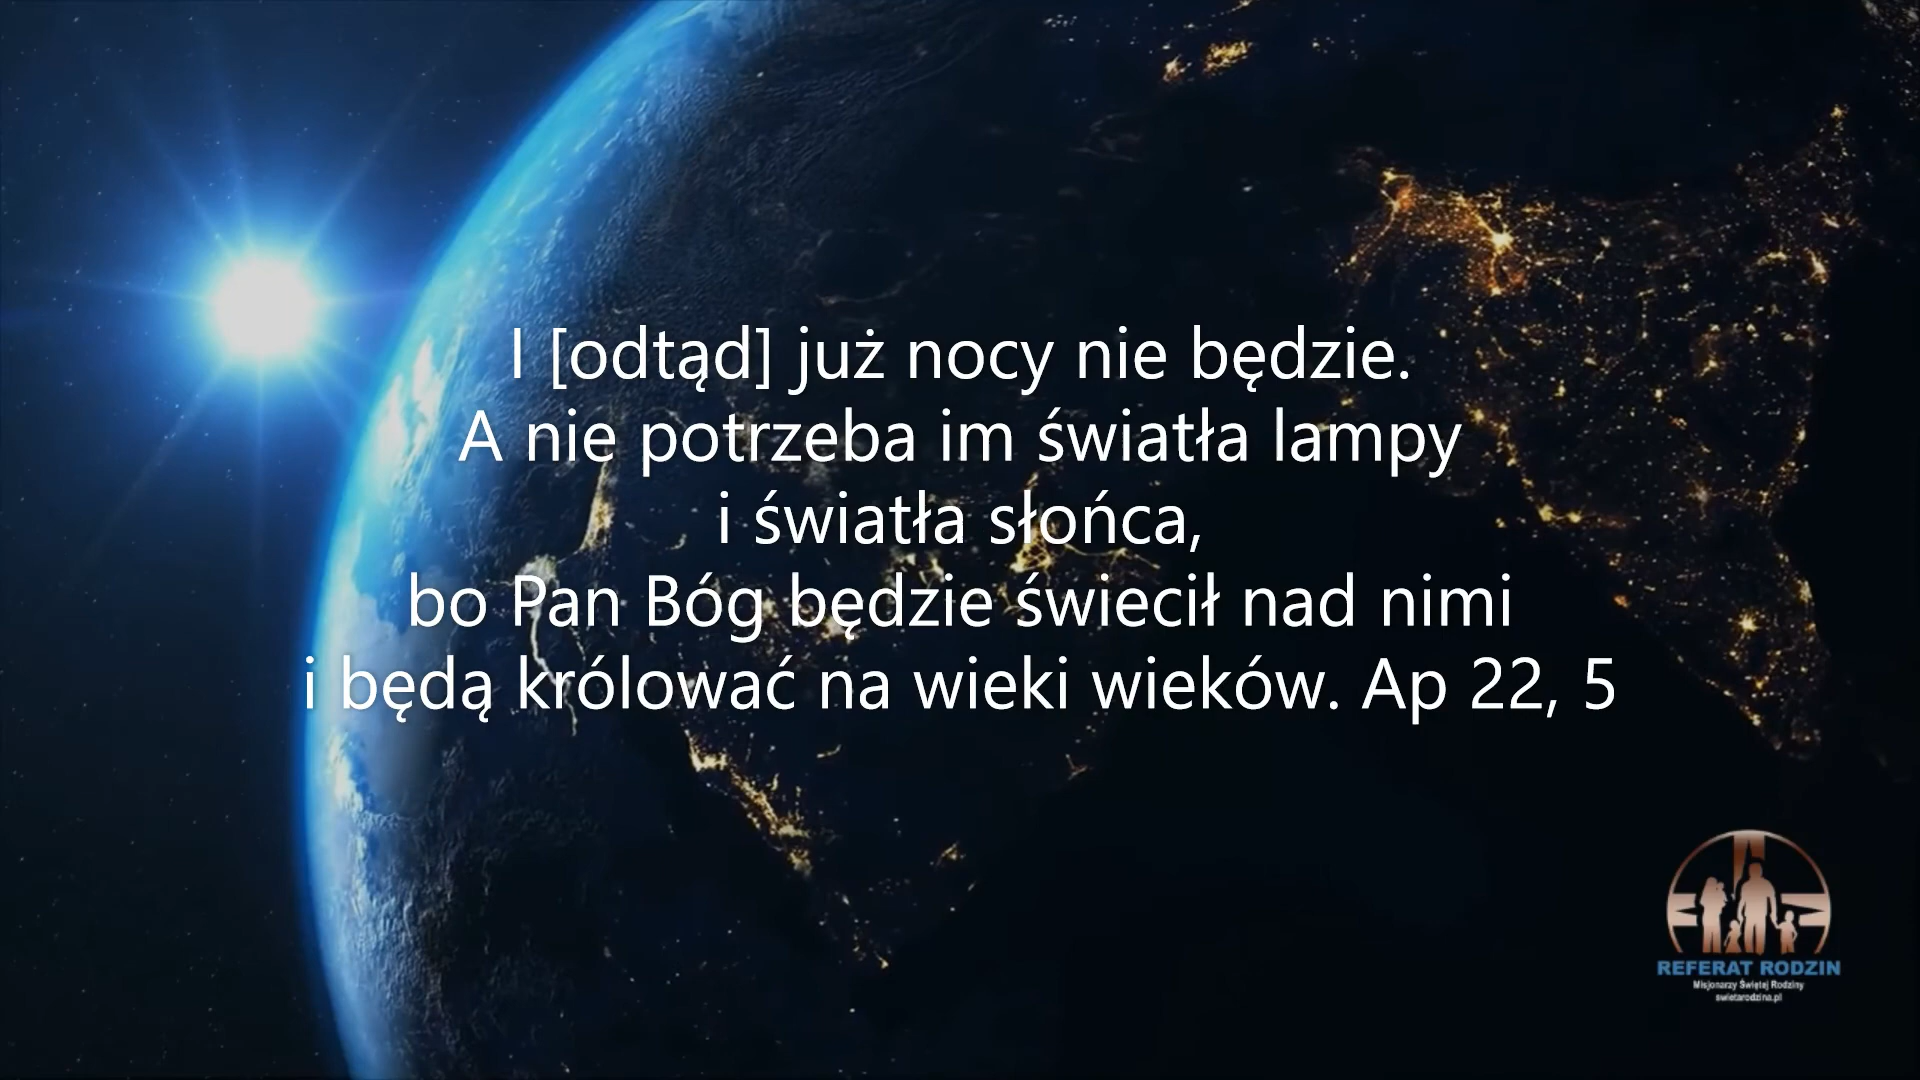 I [odtąd] już nocy nie będzie.
A nie potrzeba im światła lampy
i światła słońca,
bo Pan Bóg będzie świecił nad nimi
i będą królować na wieki wieków. Ap 22, 5
REFERAT RODZIN
Misjonarzy Świętej Rodziny
swietarodzina.pl